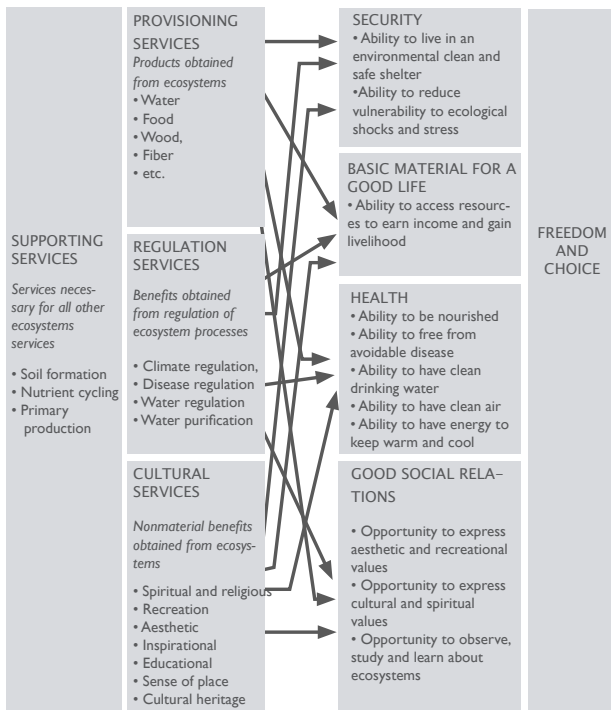 SUPPORTING
SERVICES
Services neces-
sary for all other
ecosystems
services
• Soil formation
• Nutrient cycling
• Primary
production
PROVISIONING
SERVICES
Products obtained
from ecosystems
• Water
• Food
• Wood,
• Fiber
• etc.
REGULATION
SERVICES
Benefits obtained
from regulation of
ecosystem processes
• Climate regulation,
• Disease regulation
• Water regulation
• Water purification
CULTURAL
SERVICES
Nonmaterial benefits
obtained from ecosys-
tems
• Spiritual and religious
• Recreation
• Aesthetic
• Inspirational
• Educational
• Sense of place
• Cultural heritage
SECURITY
• Ability to live in an
environmental clean and
safe shelter
•Ability to reduce
vulnerability to ecological
shocks and stress
BASIC MATERIAL FOR A
GOOD LIFE
• Ability to access resourc-
es to earn income and gain
livelihood
HEALTH
• Ability to be nourished
• Ability to free from
avoidable disease
• Ability to have clean
drinking water
• Ability to have clean air
• Ability to have energy to
keep warm and cool
GOOD SOCIAL RELA-
TIONS
• Opportunity to express
aesthetic and recreational
values
• Opportunity to express
cultural and spiritual
values
• Opportunity to observe,
study and learn about
ecosystems
FREEDOM
AND
CHOICE